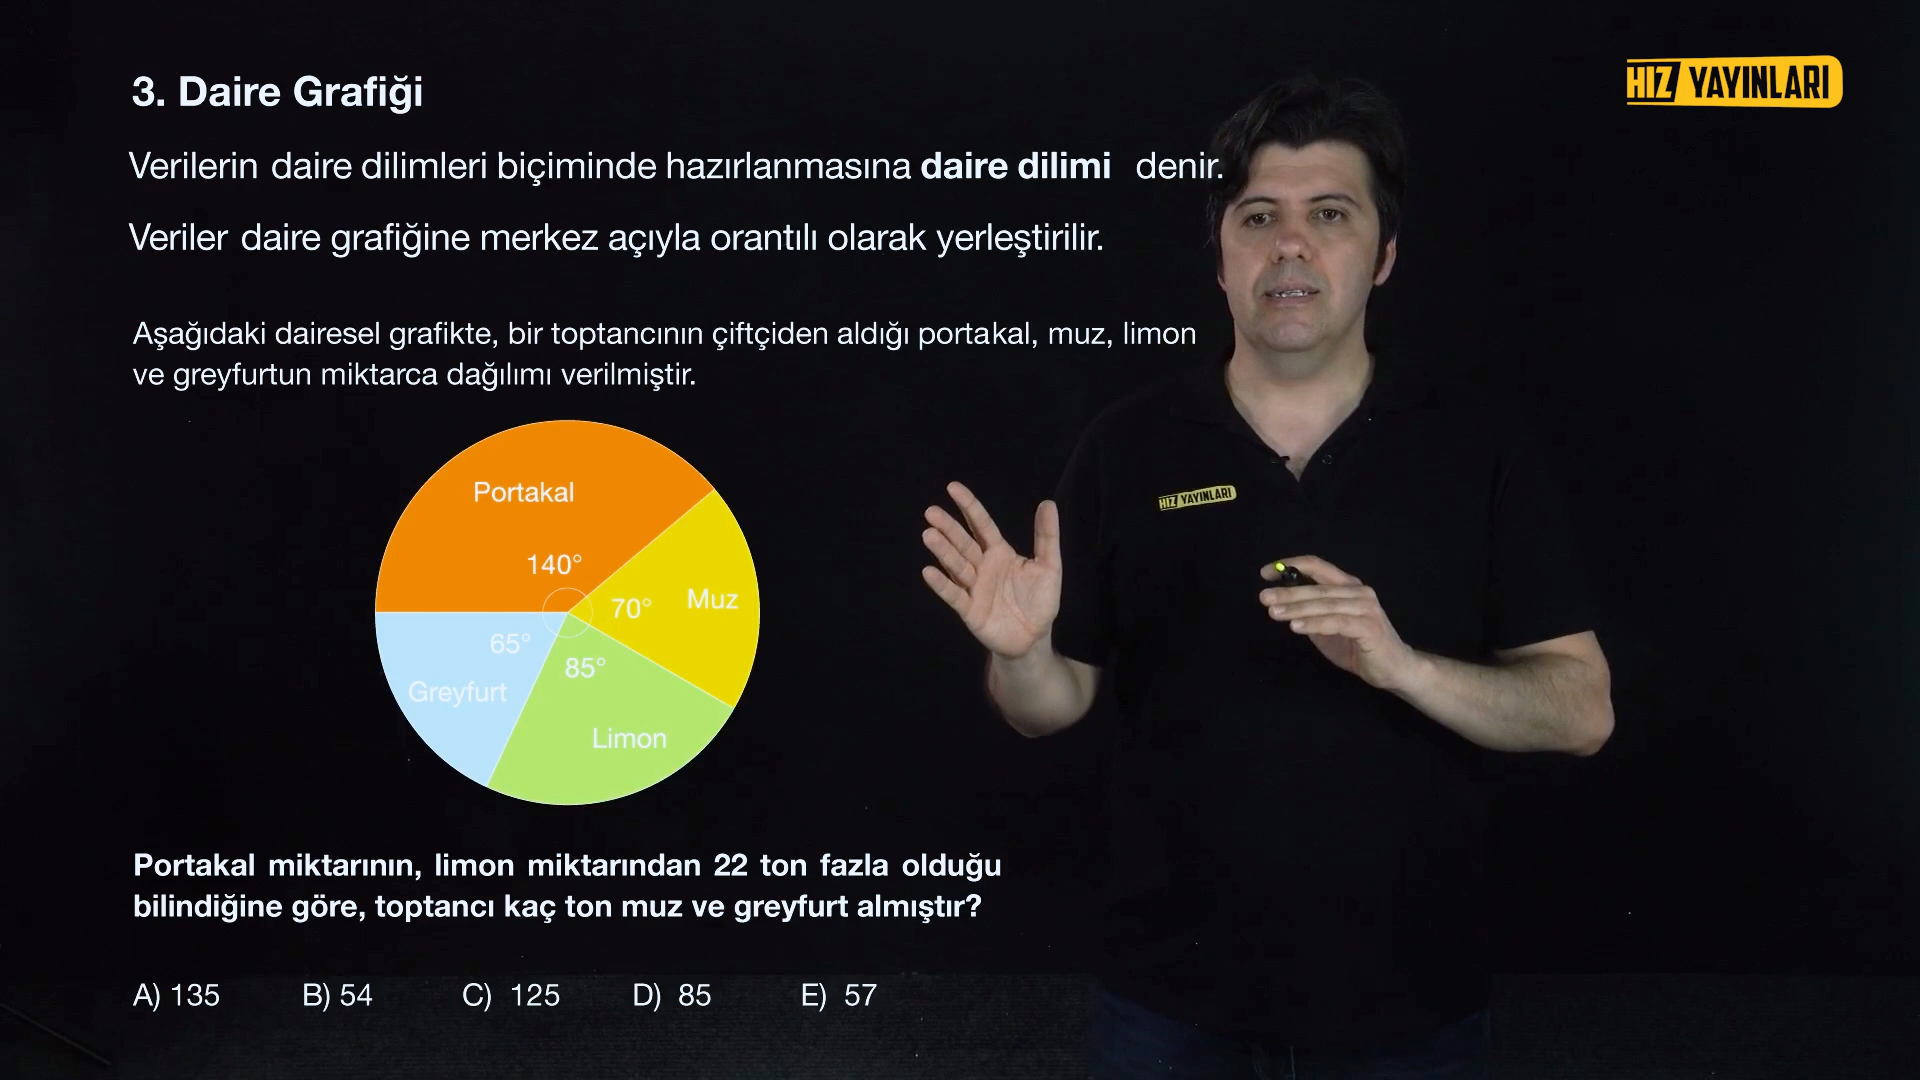 3. Daire Grafiği
HIZ YAYINLARI
Verilerin daire dilimleri biçiminde hazırlanmasına daire dilimi denir.
Veriler daire grafiğine merkez açıyla orantılı olarak yerleştirilir.
Aşağıdaki dairesel grafikte, bir toptancının çiftçiden aldığı portakal, muz, limon
ve greyfurtun miktarca dağılımı verilmiştir.
Portakal
140°
70° Muz
65°
85°
Greyfurt
Limon
HIZ YAYINLARI
Portakal miktarının, limon miktarından 22 ton fazla olduğu
bilindiğine göre, toptancı kaç ton muz ve greyfurt almıştır?
A) 135 B) 54 C) 125 D) 85 E) 57